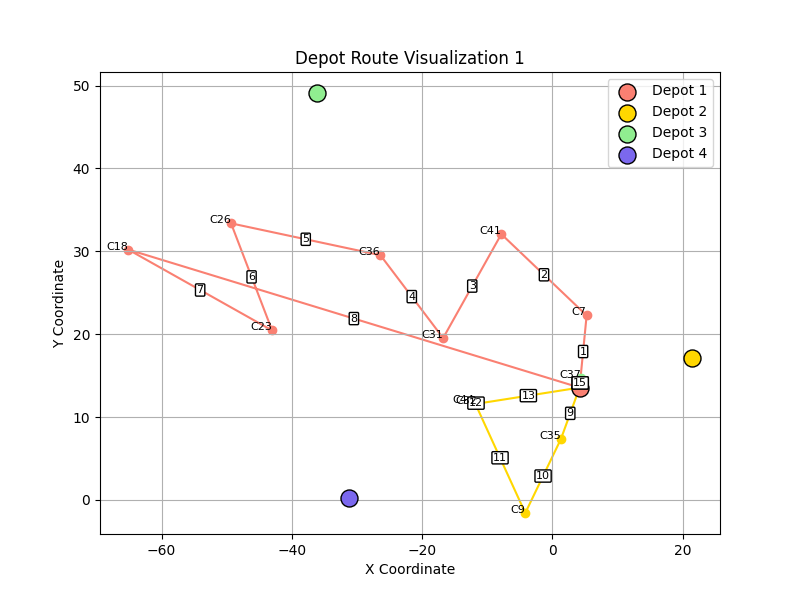 Depot Route Visualization 1
Depot 1
Depot 2
Depot 3
Depot 4
Y Coordinate
50
40
30
20
10
0
C26
C18
5
C36
C41
6
2
7
3
4
C23
8
C31
C7
1
C37
15
13
12
9
C35
11
10
C9
−60
−40
−20
0
20
X Coordinate